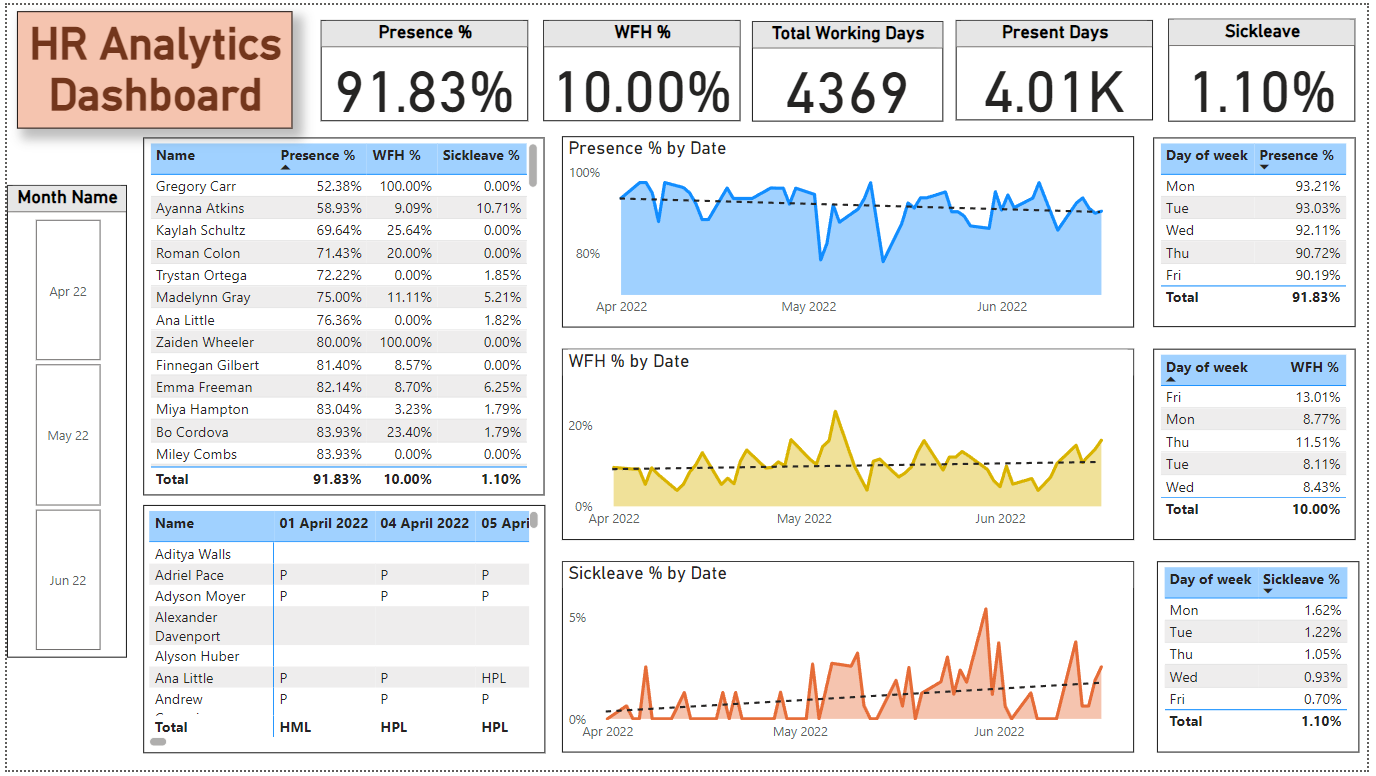 HR Analytics
Dashboard
Presence %
91.83%
WFH %
10.00%
Total Working Days
4369
Present Days
4.01K
Sickleave
1.10%
Month Name
Apr 22
May 22
Jun 22
Name Presence % WFH % Sickleave %
Gregory Carr 52.38% 100.00% 0.00%
Ayanna Atkins 58.93% 9.09% 10.71%
Kaylah Schultz 69.64% 25.64% 0.00%
Roman Colon 71.43% 20.00% 0.00%
Trystan Ortega 72.22% 0.00% 1.85%
Madelynn Gray 75.00% 11.11% 5.21%
Ana Little 76.36% 0.00% 1.82%
Zaiden Wheeler 80.00% 100.00% 0.00%
Finnegan Gilbert 81.40% 8.57% 0.00%
Emma Freeman 82.14% 8.70% 6.25%
Miya Hampton 83.04% 3.23% 1.79%
Bo Cordova 83.93% 23.40% 1.79%
Miley Combs 83.93% 0.00% 0.00%
Total 91.83% 10.00% 1.10%
Name 01 April 2022 04 April 2022 05 Apri
Aditya Walls
Adriel Pace P P P
Adyson Moyer P P P
Alexander
Davenport
Alyson Huber
Ana Little P P HPL
Andrew P P P
Total HML HPL HPL
Presence % by Date
100%
80%
Apr 2022 May 2022 Jun 2022
WFH % by Date
20%
0%
Apr 2022 May 2022 Jun 2022
Sickleave % by Date
5%
0%
Apr 2022 May 2022 Jun 2022
Day of week Presence %
Mon 93.21%
Tue 93.03%
Wed 92.11%
Thu 90.72%
Fri 90.19%
Total 91.83%
Day of week WFH %
Fri 13.01%
Mon 8.77%
Thu 11.51%
Tue 8.11%
Wed 8.43%
Total 10.00%
Day of week Sickleave %
Mon 1.62%
Tue 1.22%
Thu 1.05%
Wed 0.93%
Fri 0.70%
Total 1.10%